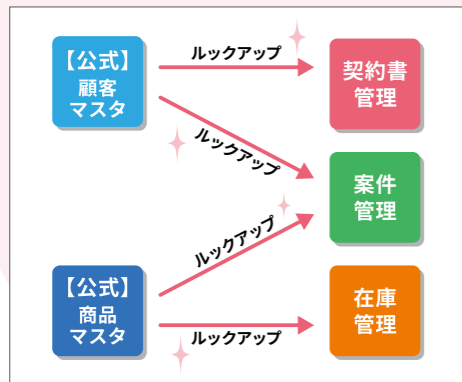 【公式】
顧客
マスタ
ルックアップ
契約書
管理
ルックアップ
案件
管理
ルックアップ
【公式】
商品
マスタ
ルックアップ
在庫
管理